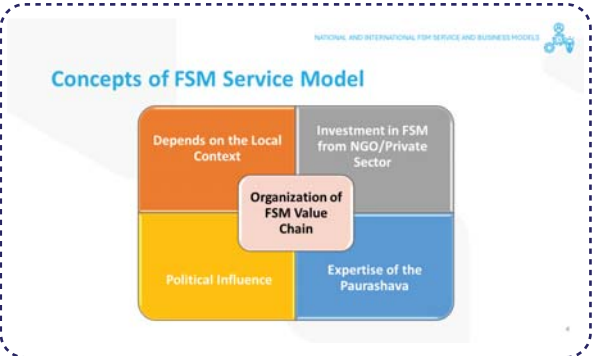 NATIONAL AND INTERNATIONAL FSM SERVICE AND BUSINESS MODELS
Concepts of FSM Service Model
Depends on the Local
Context
Investment in FSM
from NGO/Private
Sector
Organization of
FSM Value
Chain
Political Influence
Expertise of the
Paurashava